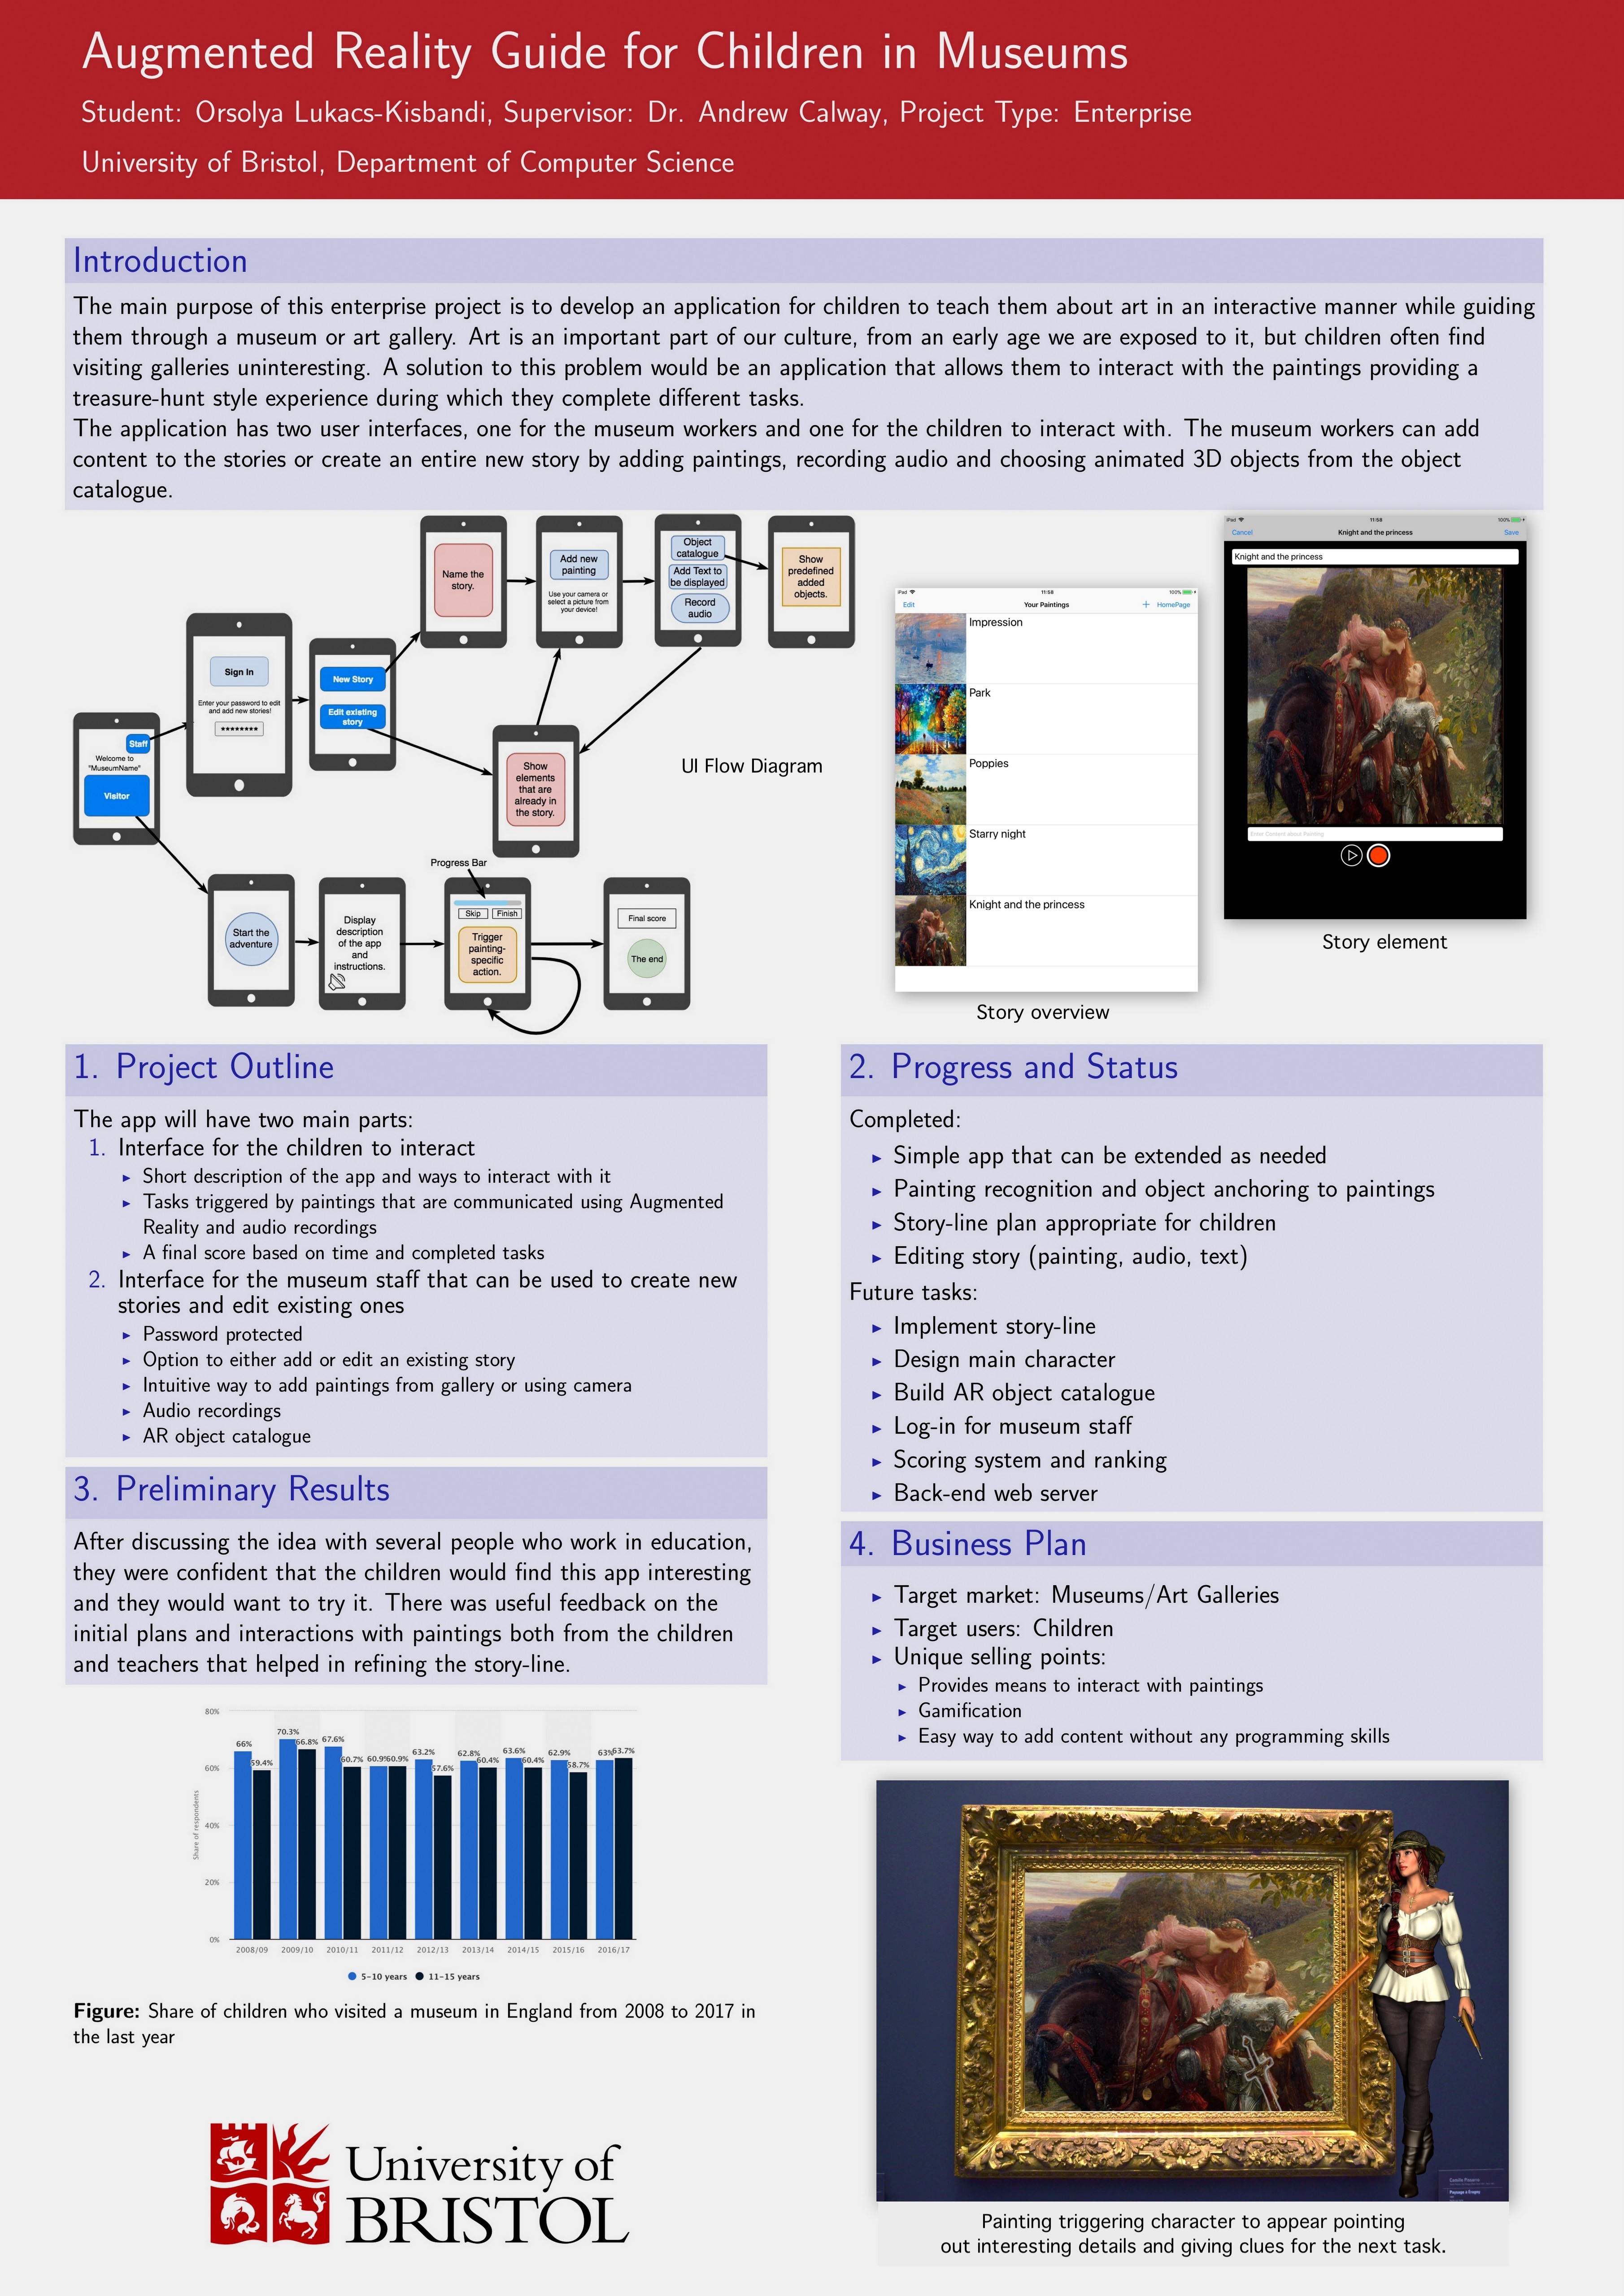 Augmented Reality Guide for Children in Museums
Student: Orsolya Lukacs-Kisbandi, Supervisor: Dr. Andrew Calway, Project Type: Enterprise
University of Bristol, Department of Computer Science
Introduction
The main purpose of this enterprise project is to develop an application for children to teach them about art in an interactive manner while guiding
them through a museum or art gallery. Art is an important part of our culture, from an early age we are exposed to it, but children often find
visiting galleries uninteresting. A solution to this problem would be an application that allows them to interact with the paintings providing a
treasure-hunt style experience during which they complete different tasks.
The application has two user interfaces, one for the museum workers and one for the children to interact with. The museum workers can add
content to the stories or create an entire new story by adding paintings, recording audio and choosing animated 3D objects from the object
catalogue.
Staff
Welcome to
"MuseumName"
Visitor
Sign In
Enter your password to edit
and add new stories!
********
New Story
Edit existing
story
Name the
story.
Add new
painting
Use your camera or
select a picture from
your device!
Object
catalogue
Add Text to
be displayed
Record
audio
Show
predefined
added
objects.
Show
elements
that are
already in
the story.
UI Flow Diagram
Start the
adventure
Display
description
of the app
and
instructions.
Progress Bar
Skip
Finish
Trigger
painting-
specific
action.
Final score
The end
iPad
11:58
100%
Edit
Your Paintings
+
HomePage
Impression
Park
Poppies
Starry night
Knight and the princess
Story overview
iPad
11:58
100%
Cancel
Knight and the princess
Save
Knight and the princess
Enter Content about Painting
Story element
1. Project Outline
The app will have two main parts:
1. Interface for the children to interact
► Short description of the app and ways to interact with it
► Tasks triggered by paintings that are communicated using Augmented
Reality and audio recordings
► A final score based on time and completed tasks
2. Interface for the museum staff that can be used to create new
stories and edit existing ones
► Password protected
► Option to either add or edit an existing story
► Intuitive way to add paintings from gallery or using camera
► Audio recordings
► AR object catalogue
2. Progress and Status
Completed:
► Simple app that can be extended as needed
► Painting recognition and object anchoring to paintings
► Story-line plan appropriate for children
► Editing story (painting, audio, text)
Future tasks:
► Implement story-line
► Design main character
► Build AR object catalogue
► Log-in for museum staff
► Scoring system and ranking
► Back-end web server
3. Preliminary Results
After discussing the idea with several people who work in education,
they were confident that the children would find this app interesting
and they would want to try it. There was useful feedback on the
initial plans and interactions with paintings both from the children
and teachers that helped in refining the story-line.
4. Business Plan
► Target market: Museums/Art Galleries
► Target users: Children
► Unique selling points:
► Provides means to interact with paintings
► Gamification
► Easy way to add content without any programming skills
Share of respondents
80%
60%
40%
20%
0%
66% 59.4% 70.3% 66.8% 67.6% 60.7% 60.9% 60.9% 63.2% 57.6% 62.8% 60.4% 63.6% 60.4% 62.9% 58.7% 63% 63.7%
2008/09 2009/10 2010/11 2011/12 2012/13 2013/14 2014/15 2015/16 2016/17
5-10 years 11-15 years
Figure: Share of children who visited a museum in England from 2008 to 2017 in
the last year
University of
BRISTOL
Painting triggering character to appear pointing
out interesting details and giving clues for the next task.